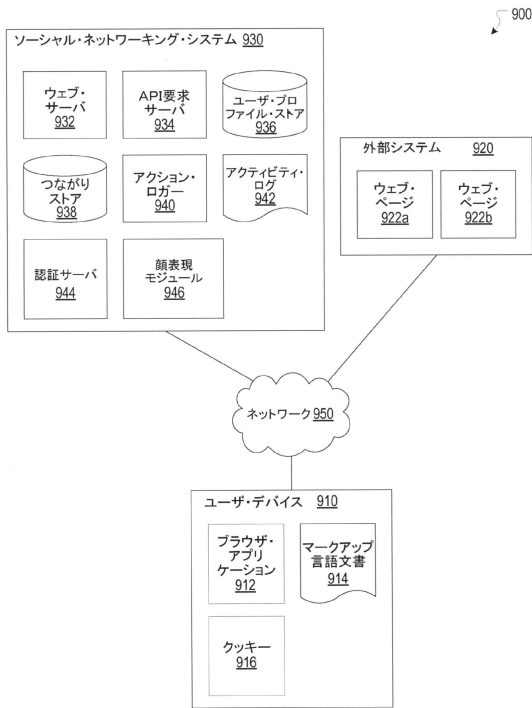 900
ソーシャル・ネットワーキング・システム 930
ウェブ・
サーバ
932
API要求
サーバ
934
ユーザ・プロ
ファイル・ストア
936
つながり
ストア
938
アクション・
ロガー
940
アクティビティ・
ログ
942
認証サーバ
944
顔表現
モジュール
946
外部システム 920
ウェブ・
ページ
922a
ウェブ・
ページ
922b
ネットワーク 950
ユーザ・デバイス 910
ブラウザ・
アプリ
ケーション
912
マークアップ
言語文書
914
クッキー
916